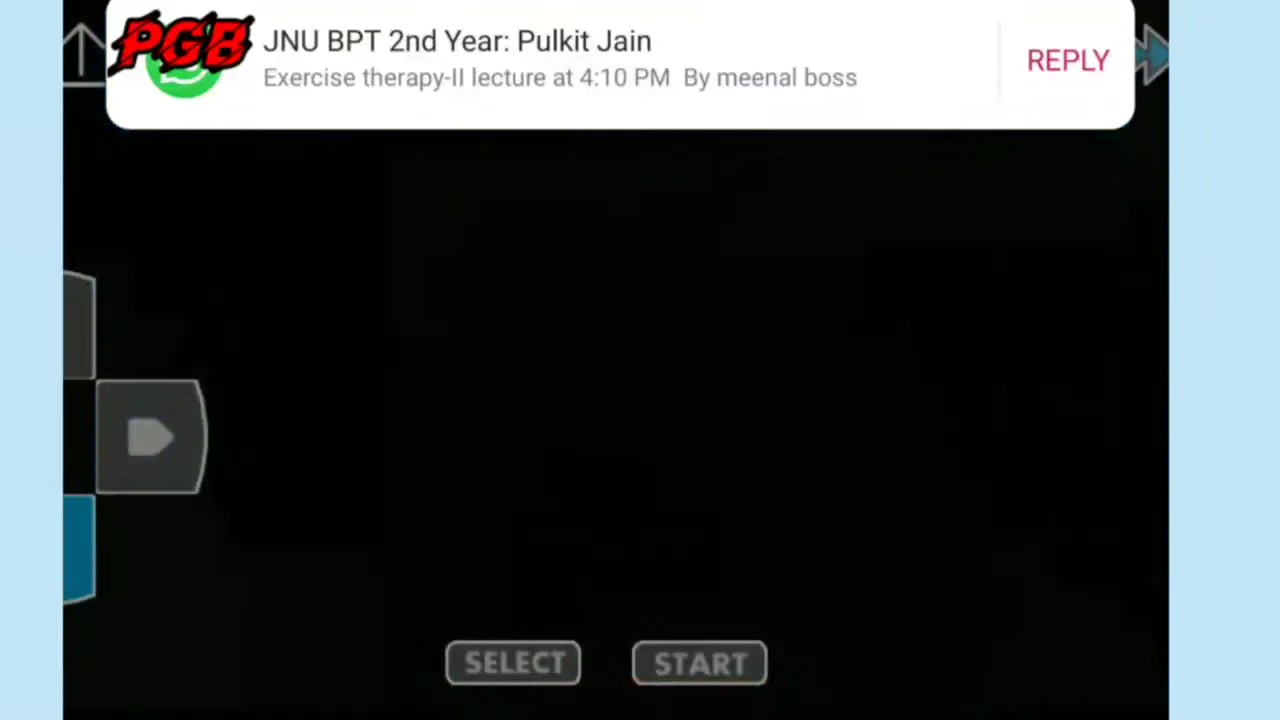 PGB
JNU BPT 2nd Year: Pulkit Jain
Exercise therapy-II lecture at 4:10 PM By meenal boss
REPLY
SELECT
START